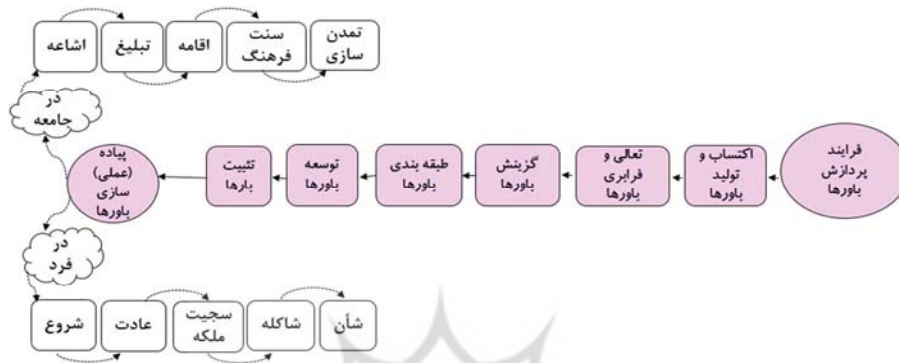 تمدن
سازی
سنت
فرهنگ
اقامه
تبلیغ
اشاعه
در
جامعه
فرایند
پردازش
باورها
اکتساب و
تولید
باورها
تعالی و
فرابری
باورها
گزینش
باورها
طبقه بندی
باورها
توسعه
باورها
تثبیت
بارها
پیاده
(عملی)
سازی
باورها
در
فرد
شأن
شاکله
سجیت
ملکه
عادت
شروع